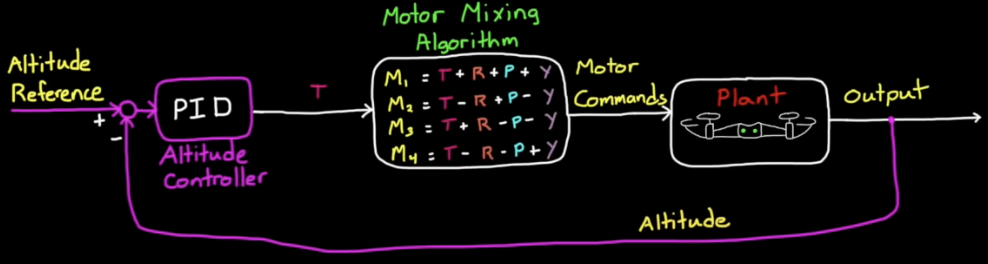 Motor Mixing
Algorithm
Altitude
Reference
+
-
PID
Altitude
Controller
T
M₁ = T + R + P + Y
M₂ = T - R + P - Y
M₃ = T + R - P - Y
M₄ = T - R - P + Y
Motor
Commands
Plant
Output
Altitude